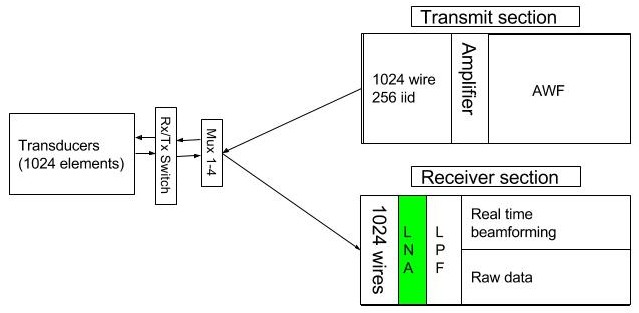 Transmit section
1024 wire
256 iid
Amplifier
AWF
Transducers
(1024 elements)
Rx/Tx Switch
Mux 1-4
Receiver section
1024 wires
L
N
A
L
P
F
Real time
beamforming
Raw data